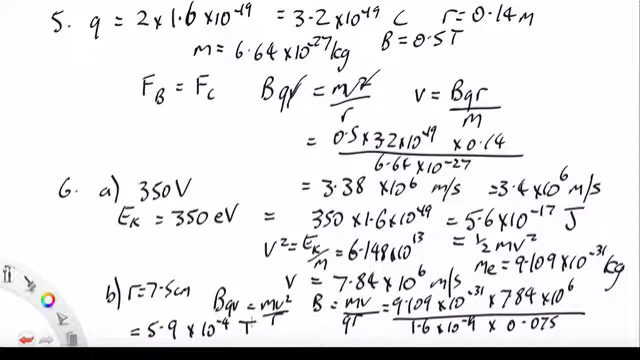 5. q = 2 × 1.6 × 10⁻¹⁹ = 3.2 × 10⁻¹⁹ C r = 0.14 m
m = 6.64 × 10⁻²⁷ kg B = 0.5 T
F_B = F_C Bqv = mv²/r v = Bqr/m
= 0.5 × 3.2 × 10⁻¹⁹ × 0.14 / 6.64 × 10⁻²⁷
6. a) 350V = 3.38 × 10⁶ m/s = 3.4 × 10⁶ m/s
E_K = 350 eV = 350 × 1.6 × 10⁻¹⁹ = 5.6 × 10⁻¹⁷ J
V² = E_K/m = 6.148 × 10¹³ = ½mv²
V = 7.84 × 10⁶ m/s m_e = 9.109 × 10⁻³¹ kg
b) r = 7.5cm Bqv = mv²/r B = mv/qr = 9.109 × 10⁻³¹ × 7.84 × 10⁶ / 1.6 × 10⁻¹⁹ × 0.075
= 5.9 × 10⁻⁴ T